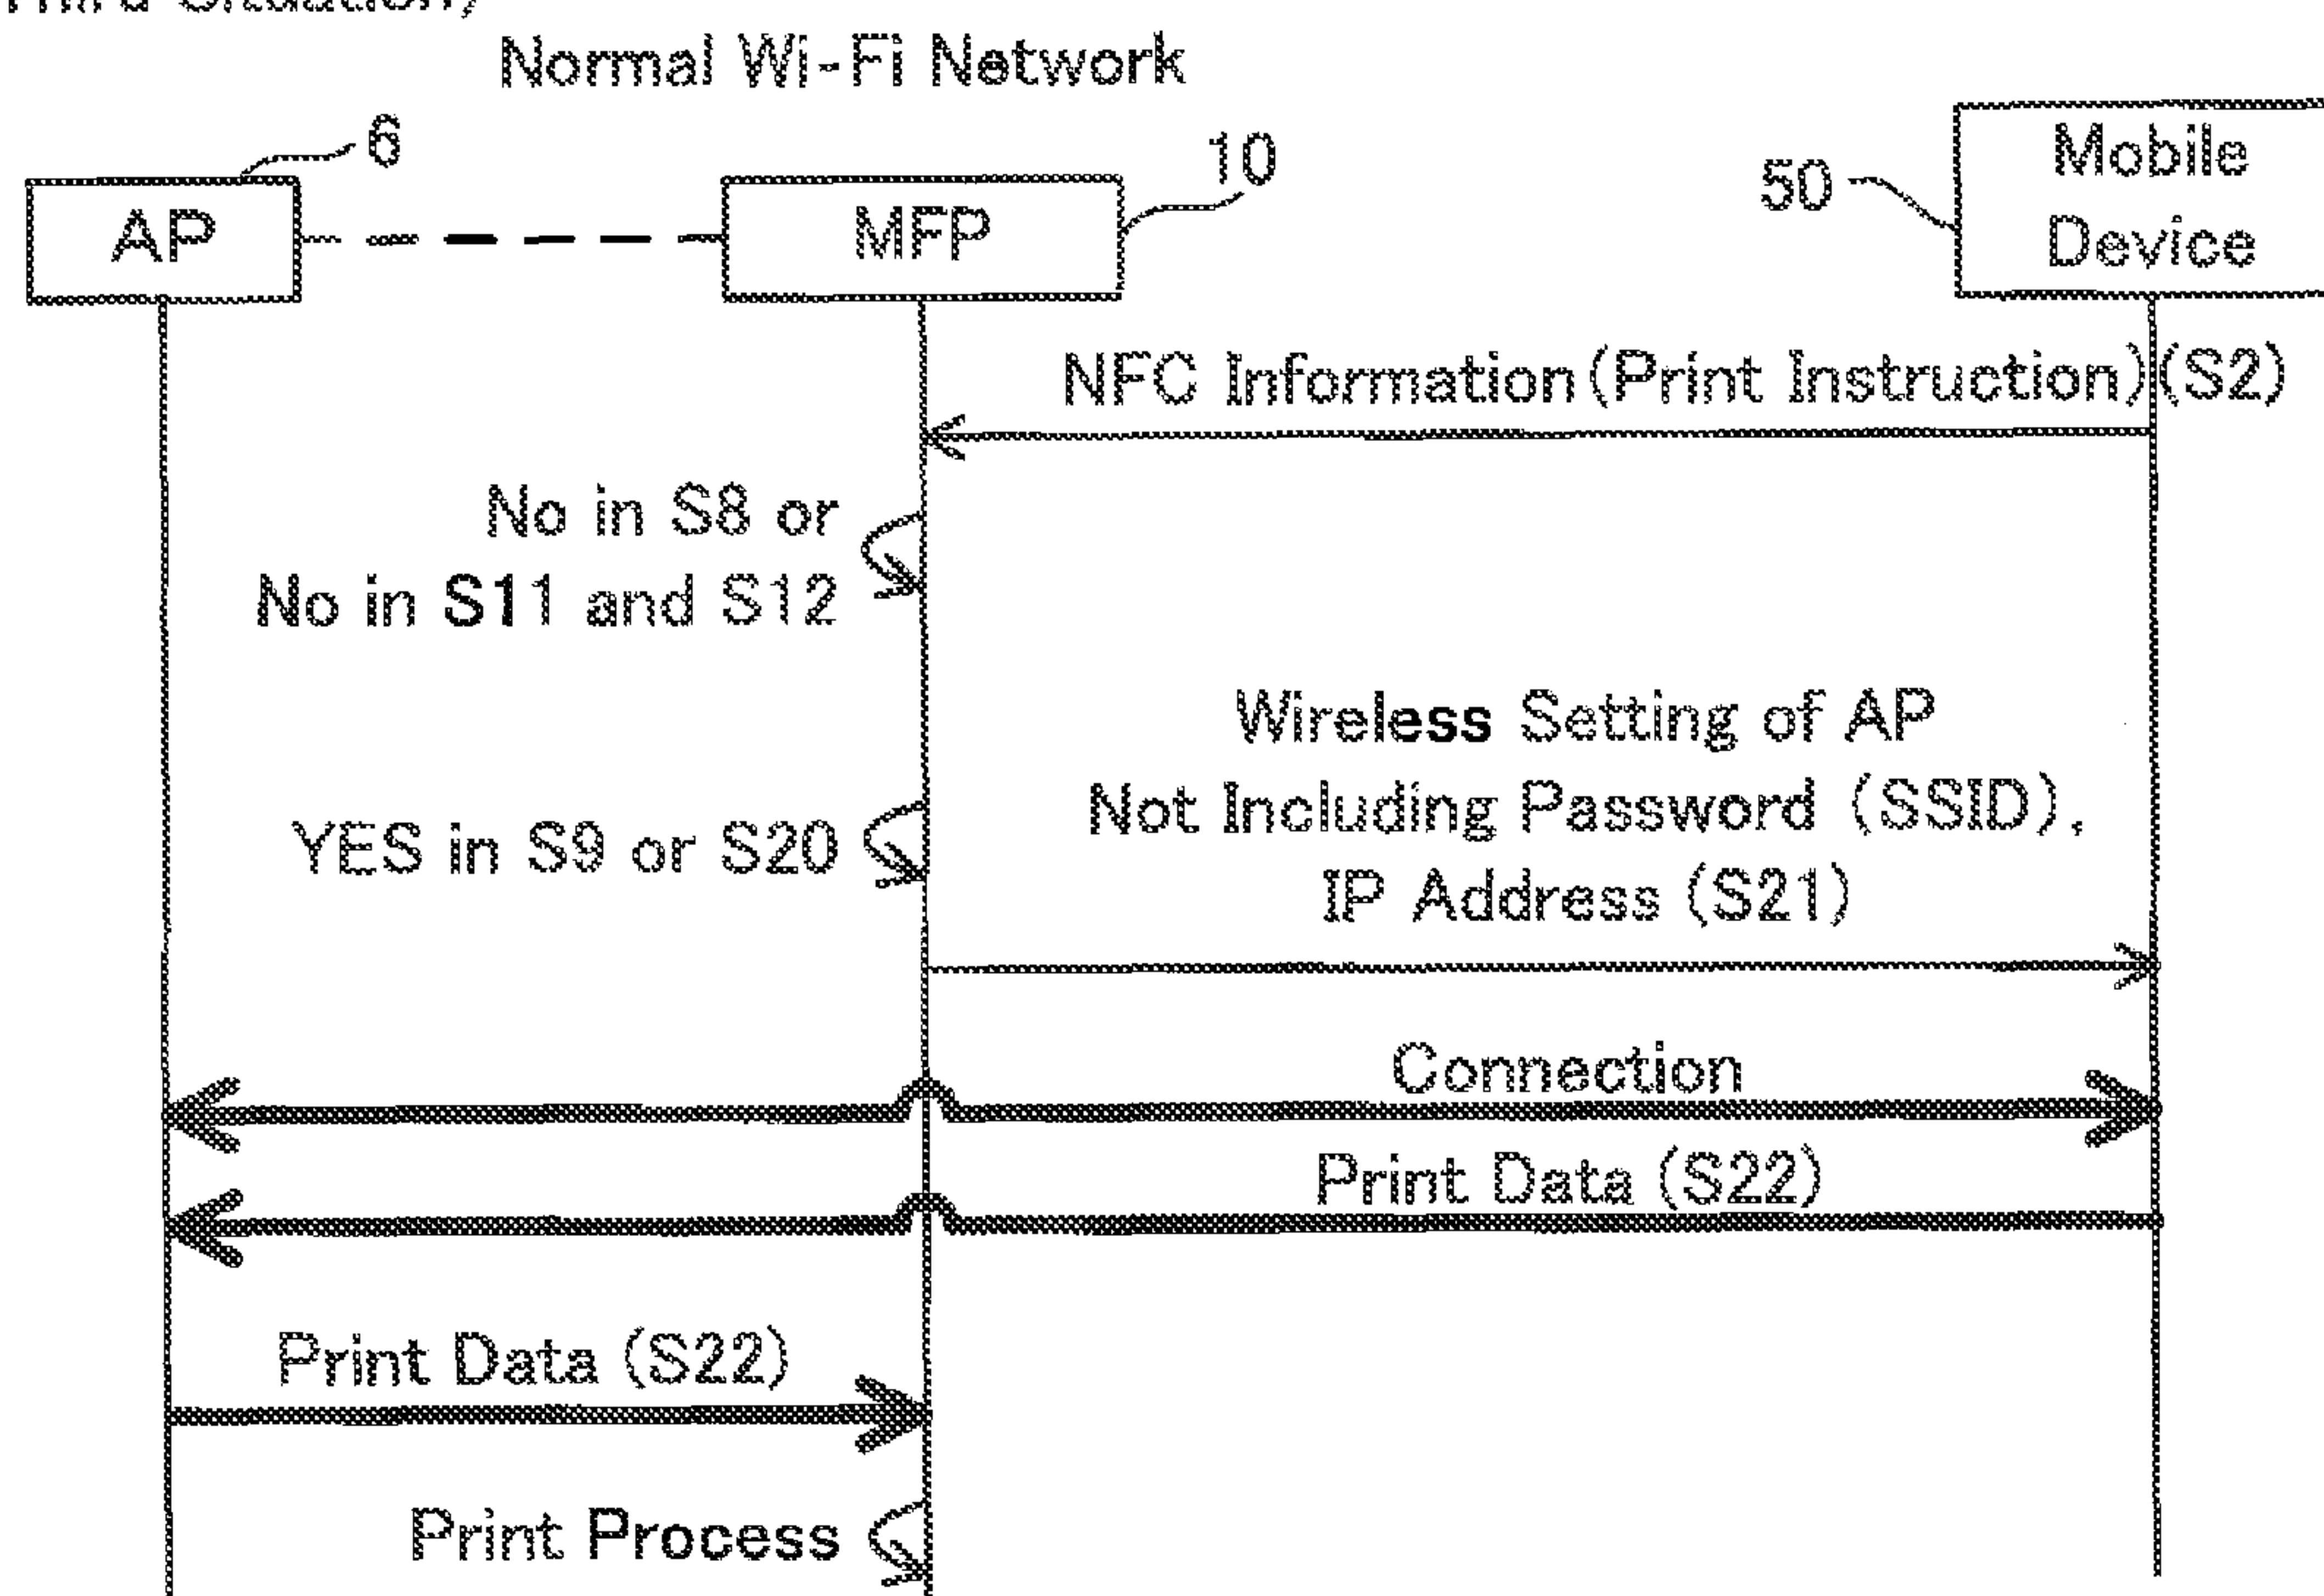 Third Situation)
Normal Wi-Fi Network
6
10
50
AP
MFP
Mobile
Device
NFC Information(Print Instruction)(S2)
No in S8 or
No in S11 and S12
Wireless Setting of AP
Not Including Password (SSID),
IP Address (S21)
YES in S9 or S20
Connection
Print Data (S22)
Print Data (S22)
Print Process